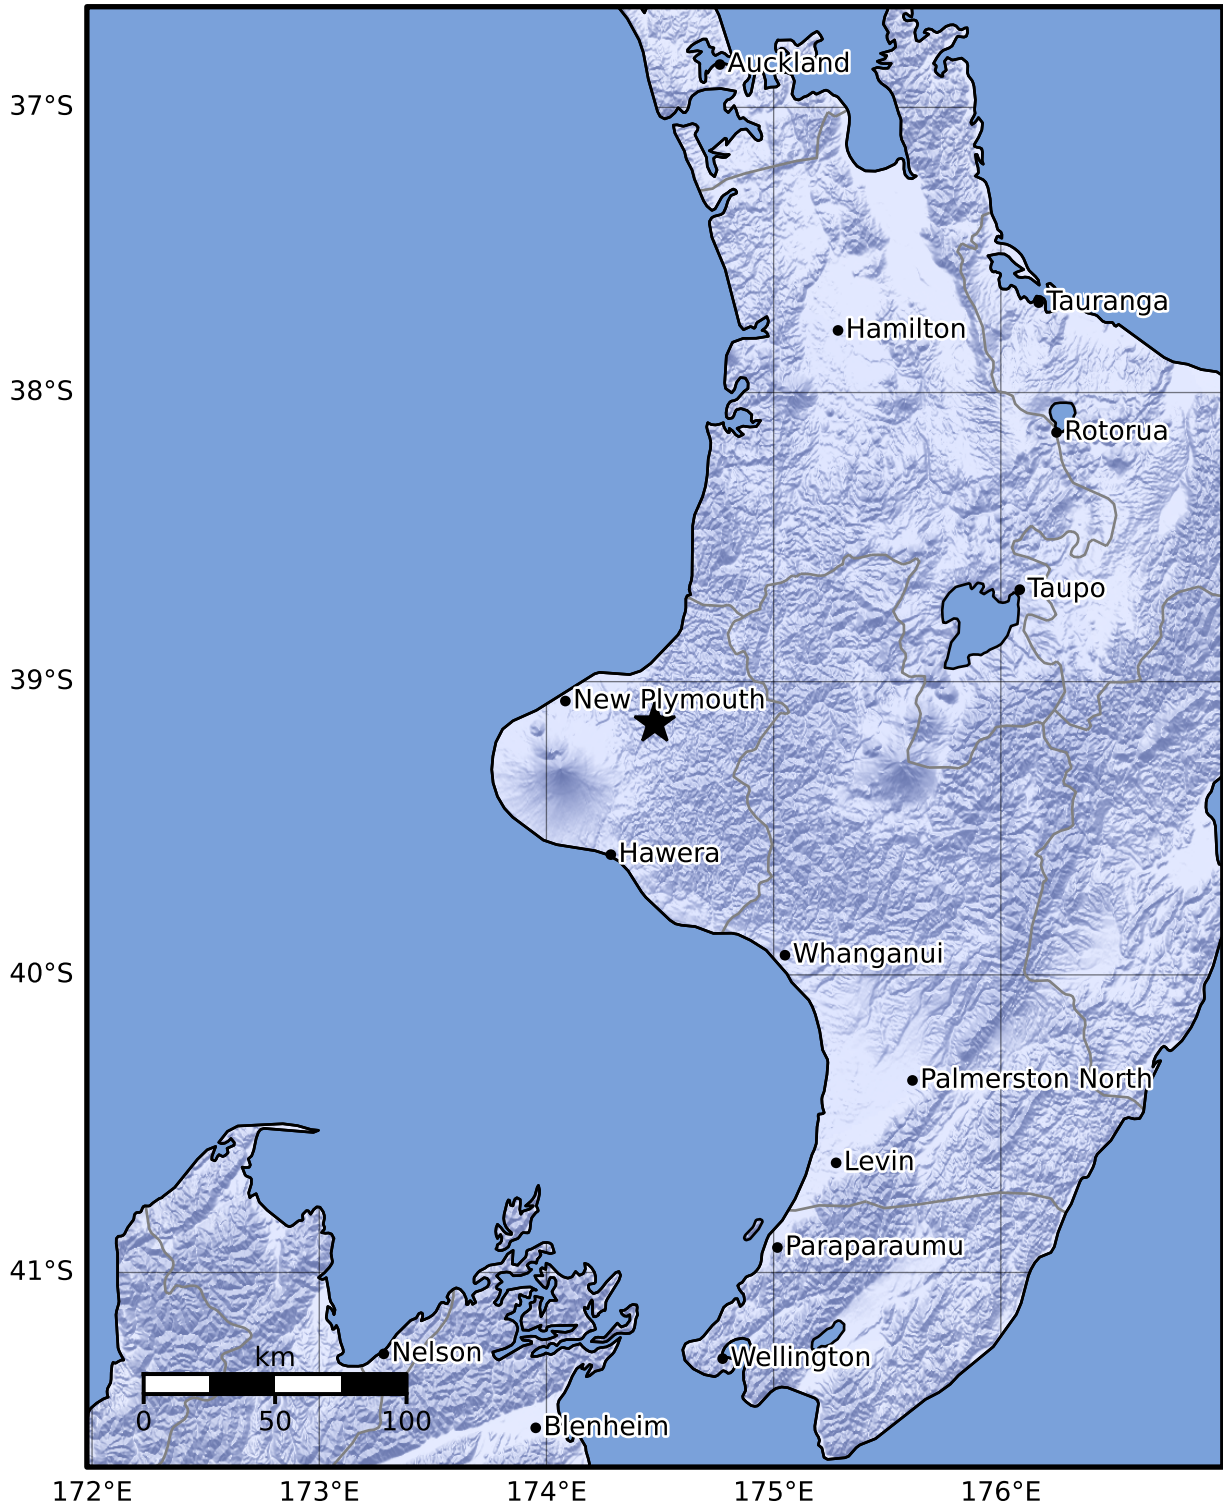 Auckland
37°S
Tauranga
Hamilton
38°S
Rotorua
Taupo
39°S
New Plymouth
Hawera
Whanganui
40°S
Palmerston North
Levin
Paraparaumu
41°S
Nelson
km
Wellington
0 50 100
Blenheim
172°E 173°E 174°E 175°E 176°E